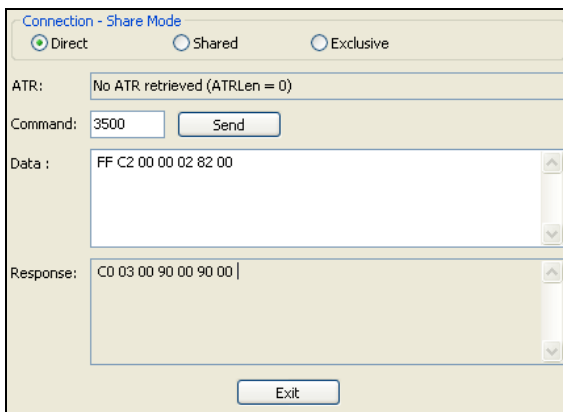 Connection - Share Mode
Direct Shared Exclusive
ATR: No ATR retrieved (ATRLen = 0)
Command: 3500 Send
Data : FF C2 00 00 02 82 00
Response: C0 03 00 90 00 90 00
Exit